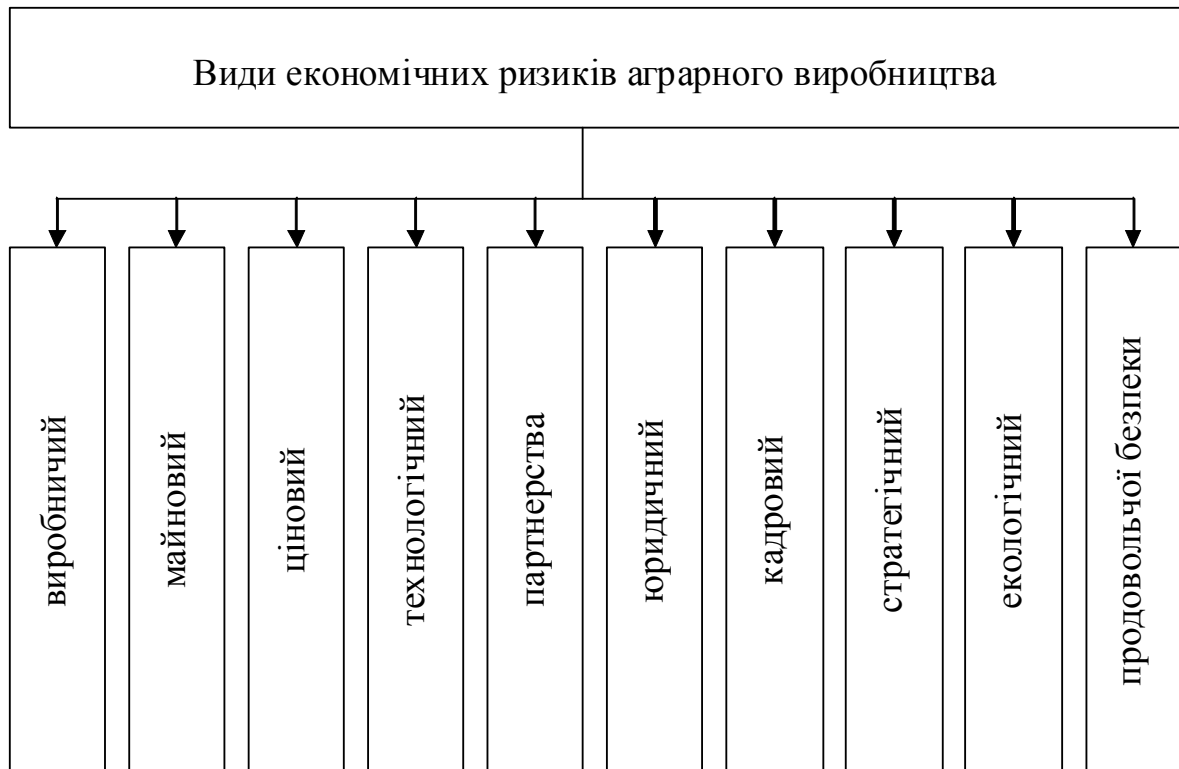 Види економічних ризиків аграрного виробництва
виробничий
майновий
ціновий
технологічний
партнерства
юридичний
кадровий
стратегічний
екологічний
продовольчої безпеки